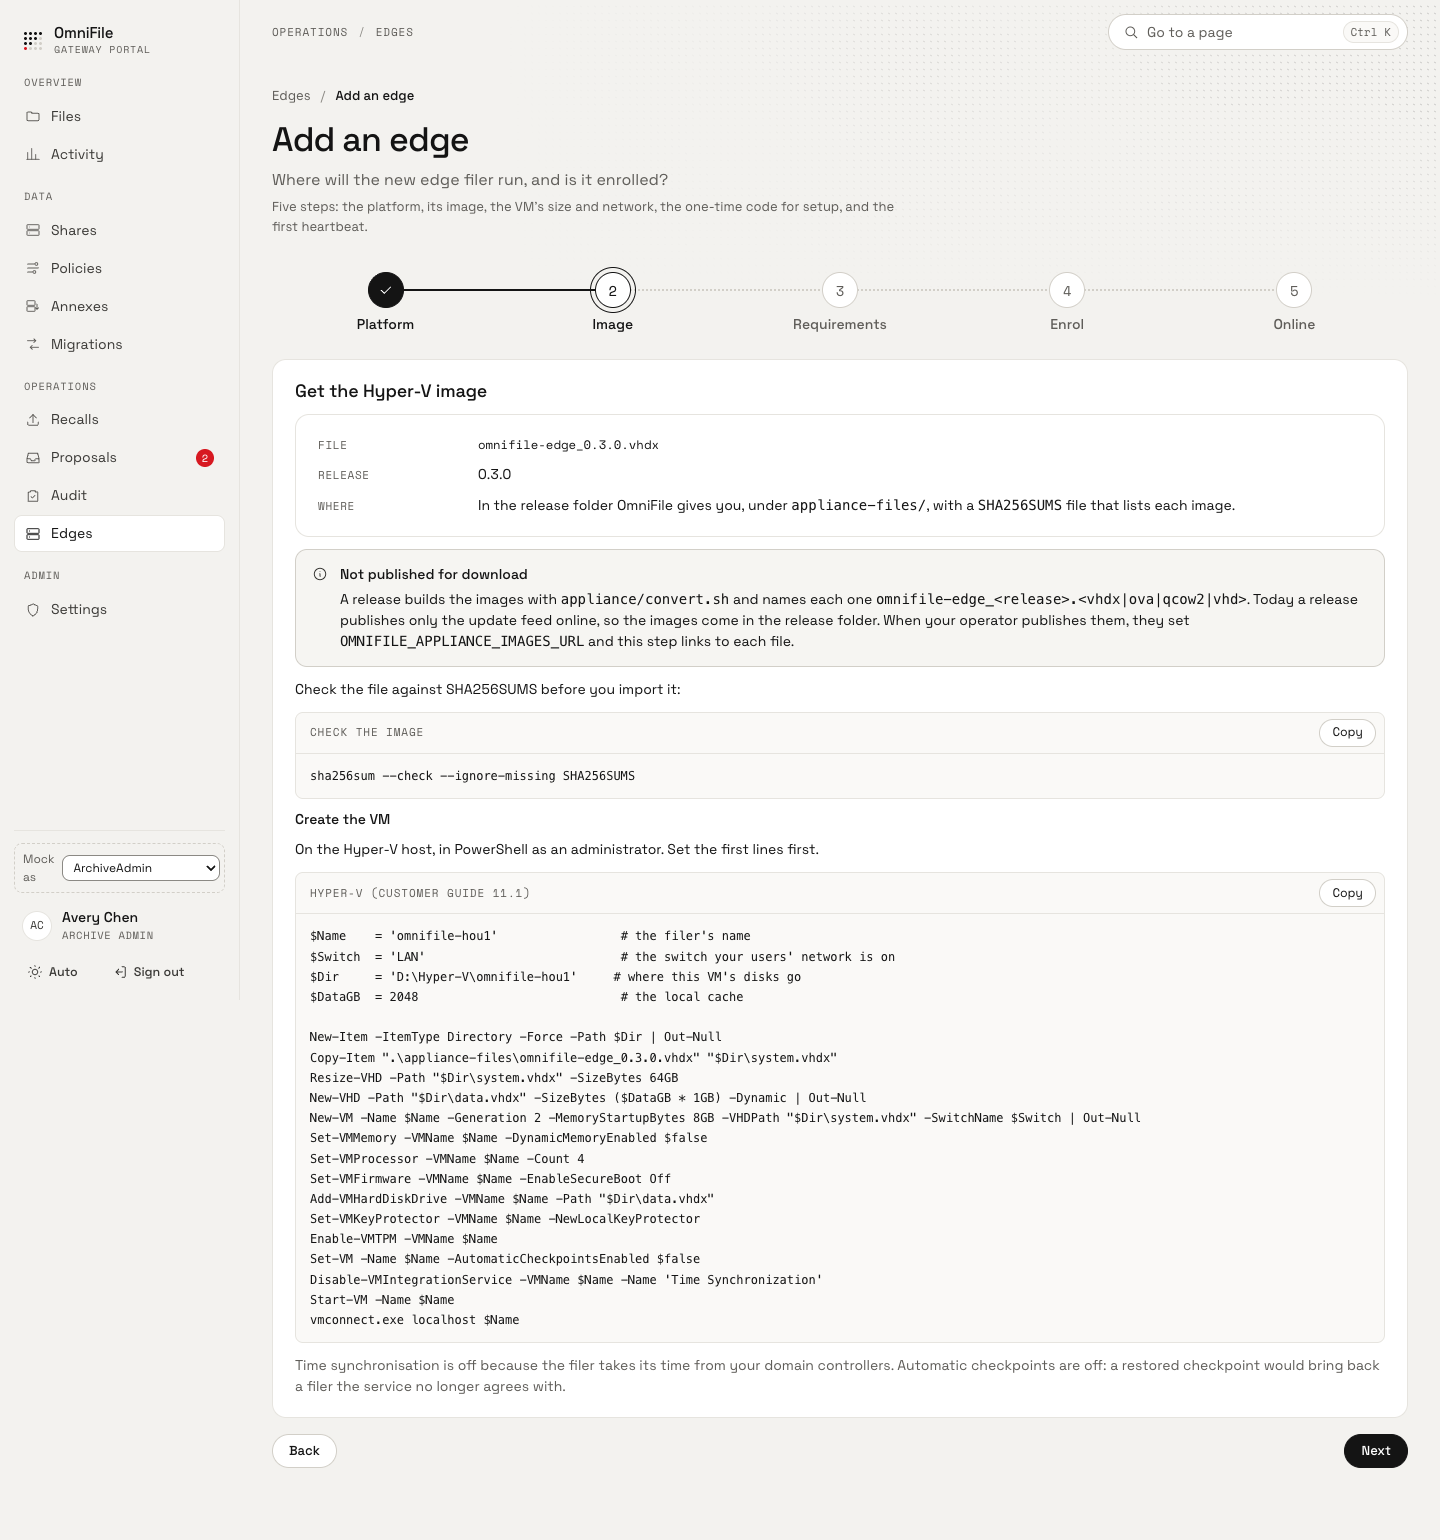 OmniFile
GATEWAY PORTAL
OVERVIEW
Files
Activity
DATA
Shares
Policies
Annexes
Migrations
OPERATIONS
Recalls
Proposals 2
Audit
Edges
ADMIN
Settings
Mock as ArchiveAdmin
AC Avery Chen
ARCHIVE ADMIN
Auto Sign out
OPERATIONS / EDGES
Go to a page Ctrl K
Edges / Add an edge
Add an edge
Where will the new edge filer run, and is it enrolled?
Five steps: the platform, its image, the VM's size and network, the one-time code for setup, and the
first heartbeat.
2 3 4 5
Platform Image Requirements Enrol Online
Get the Hyper-V image
FILE omnifile-edge_0.3.0.vhdx
RELEASE 0.3.0
WHERE In the release folder OmniFile gives you, under appliance-files/, with a SHA256SUMS file that lists each image.
Not published for download
A release builds the images with appliance/convert.sh and names each one omnifile-edge_<release>.<vhdx|ova|qcow2|vhd>. Today a release
publishes only the update feed online, so the images come in the release folder. When your operator publishes them, they set
OMNIFILE_APPLIANCE_IMAGES_URL and this step links to each file.
Check the file against SHA256SUMS before you import it:
CHECK THE IMAGE Copy
sha256sum --check --ignore-missing SHA256SUMS
Create the VM
On the Hyper-V host, in PowerShell as an administrator. Set the first lines first.
HYPER-V (CUSTOMER GUIDE 11.1) Copy
$Name    = 'omnifile-hou1'                 # the filer's name
$Switch  = 'LAN'                           # the switch your users' network is on
$Dir     = 'D:\Hyper-V\omnifile-hou1'     # where this VM's disks go
$DataGB  = 2048                            # the local cache
New-Item -ItemType Directory -Force -Path $Dir | Out-Null
Copy-Item ".\appliance-files\omnifile-edge_0.3.0.vhdx" "$Dir\system.vhdx"
Resize-VHD -Path "$Dir\system.vhdx" -SizeBytes 64GB
New-VHD -Path "$Dir\data.vhdx" -SizeBytes ($DataGB * 1GB) -Dynamic | Out-Null
New-VM -Name $Name -Generation 2 -MemoryStartupBytes 8GB -VHDPath "$Dir\system.vhdx" -SwitchName $Switch | Out-Null
Set-VMMemory -VMName $Name -DynamicMemoryEnabled $false
Set-VMProcessor -VMName $Name -Count 4
Set-VMFirmware -VMName $Name -EnableSecureBoot Off
Add-VMHardDiskDrive -VMName $Name -Path "$Dir\data.vhdx"
Set-VMKeyProtector -VMName $Name -NewLocalKeyProtector
Enable-VMTPM -VMName $Name
Set-VM -Name $Name -AutomaticCheckpointsEnabled $false
Disable-VMIntegrationService -VMName $Name -Name 'Time Synchronization'
Start-VM -Name $Name
vmconnect.exe localhost $Name
Time synchronisation is off because the filer takes its time from your domain controllers. Automatic checkpoints are off: a restored checkpoint would bring back
a filer the service no longer agrees with.
Back Next